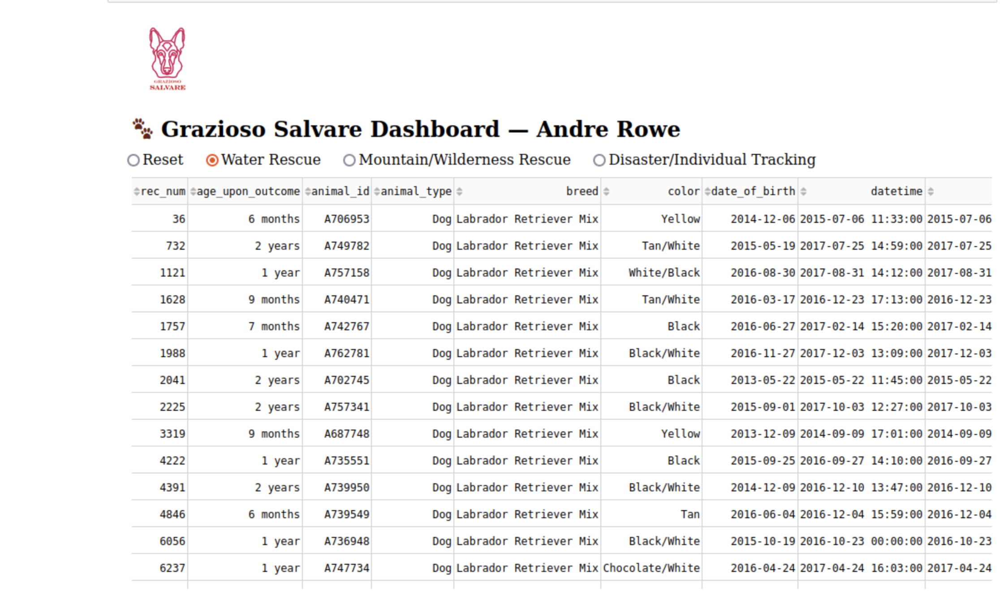 GRAZIOSO
SALVARE
Grazioso Salvare Dashboard — Andre Rowe
Reset Water Rescue Mountain/Wilderness Rescue Disaster/Individual Tracking
rec_num age_upon_outcome animal_id animal_type breed color date_of_birth datetime
36 6 months A706953 Dog Labrador Retriever Mix Yellow 2014-12-06 2015-07-06 11:33:00 2015-07-06
732 2 years A749782 Dog Labrador Retriever Mix Tan/White 2015-05-19 2017-07-25 14:59:00 2017-07-25
1121 1 year A757158 Dog Labrador Retriever Mix White/Black 2016-08-30 2017-08-31 14:12:00 2017-08-31
1628 9 months A740471 Dog Labrador Retriever Mix Tan/White 2016-03-17 2016-12-23 17:13:00 2016-12-23
1757 7 months A742767 Dog Labrador Retriever Mix Black 2016-06-27 2017-02-14 15:20:00 2017-02-14
1988 1 year A762781 Dog Labrador Retriever Mix Black/White 2016-11-27 2017-12-03 13:09:00 2017-12-03
2041 2 years A702745 Dog Labrador Retriever Mix Black 2013-05-22 2015-05-22 11:45:00 2015-05-22
2225 2 years A757341 Dog Labrador Retriever Mix Black/White 2015-09-01 2017-10-03 12:27:00 2017-10-03
3319 9 months A687748 Dog Labrador Retriever Mix Yellow 2013-12-09 2014-09-09 17:01:00 2014-09-09
4222 1 year A735551 Dog Labrador Retriever Mix Black 2015-09-25 2016-09-27 14:10:00 2016-09-27
4391 2 years A739950 Dog Labrador Retriever Mix Black/White 2014-12-09 2016-12-10 13:47:00 2016-12-10
4846 6 months A739549 Dog Labrador Retriever Mix Tan 2016-06-04 2016-12-04 15:59:00 2016-12-04
6056 1 year A736948 Dog Labrador Retriever Mix Black/White 2015-10-19 2016-10-23 00:00:00 2016-10-23
6237 1 year A747734 Dog Labrador Retriever Mix Chocolate/White 2016-04-24 2017-04-24 16:03:00 2017-04-24